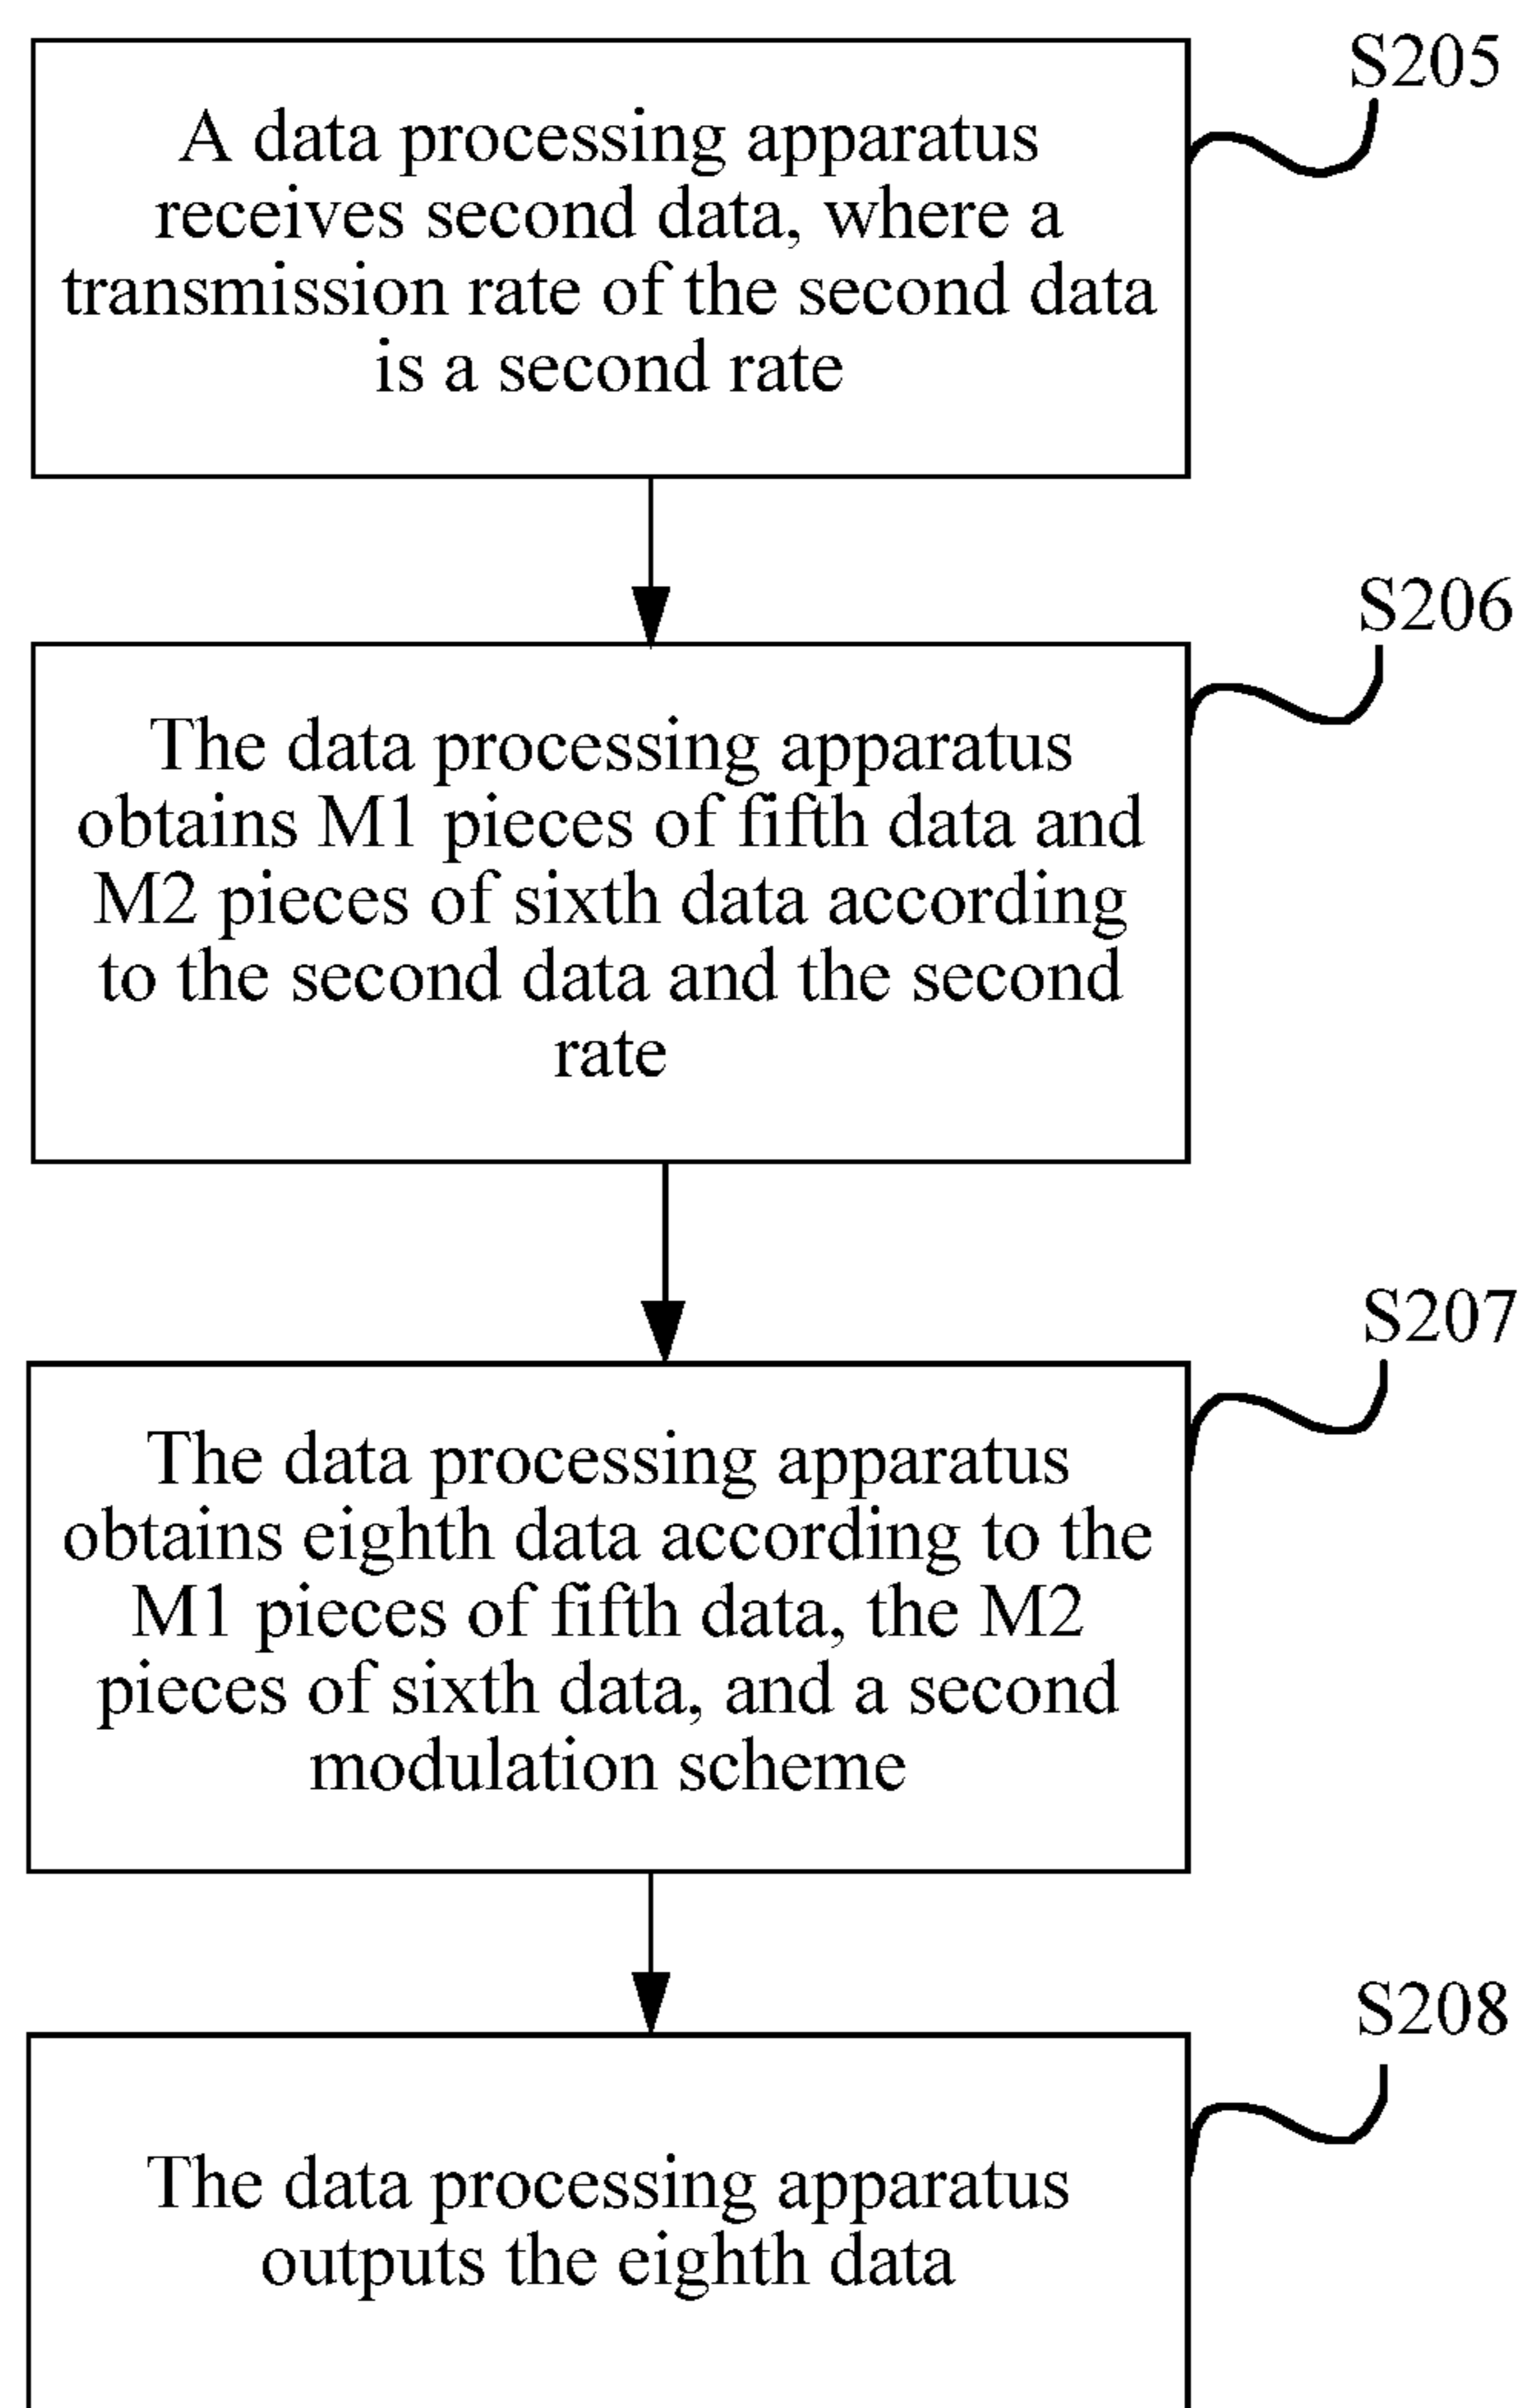 S205
A data processing apparatus
receives second data, where a
transmission rate of the second data
is a second rate
S206
The data processing apparatus
obtains M1 pieces of fifth data and
M2 pieces of sixth data according
to the second data and the second
rate
S207
The data processing apparatus
obtains eighth data according to the
M1 pieces of fifth data, the M2
pieces of sixth data, and a second
modulation scheme
S208
The data processing apparatus
outputs the eighth data